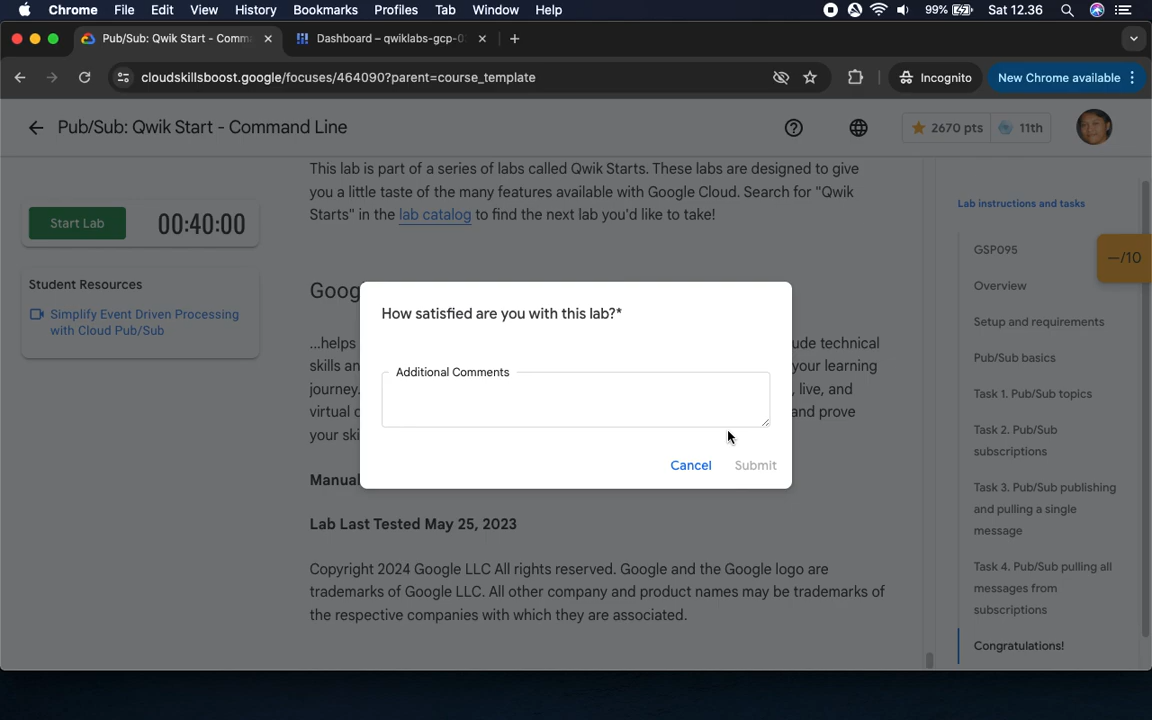 Chrome File Edit View History Bookmarks Profiles Tab Window Help 99% Sat 12.36
Pub/Sub: Qwik Start - Comm
Dashboard – qwiklabs-gcp-0
cloudskillsboost.google/focuses/464090?parent=course_template
Incognito
New Chrome available
Pub/Sub: Qwik Start - Command Line
2670 pts
11th
Start Lab
00:40:00
Student Resources
Simplify Event Driven Processing
with Cloud Pub/Sub
This lab is part of a series of labs called Qwik Starts. These labs are designed to give
you a little taste of the many features available with Google Cloud. Search for "Qwik
Starts" in the lab catalog to find the next lab you'd like to take!
Goog
...helps
ude technical
skills an
your learning
journey.
, live, and
virtual c
and prove
your ski
Manual
Lab Last Tested May 25, 2023
Copyright 2024 Google LLC All rights reserved. Google and the Google logo are
trademarks of Google LLC. All other company and product names may be trademarks of
the respective companies with which they are associated.
How satisfied are you with this lab?*
Additional Comments
Cancel
Submit
Lab instructions and tasks
GSP095
—/10
Overview
Setup and requirements
Pub/Sub basics
Task 1. Pub/Sub topics
Task 2. Pub/Sub
subscriptions
Task 3. Pub/Sub publishing
and pulling a single
message
Task 4. Pub/Sub pulling all
messages from
subscriptions
Congratulations!